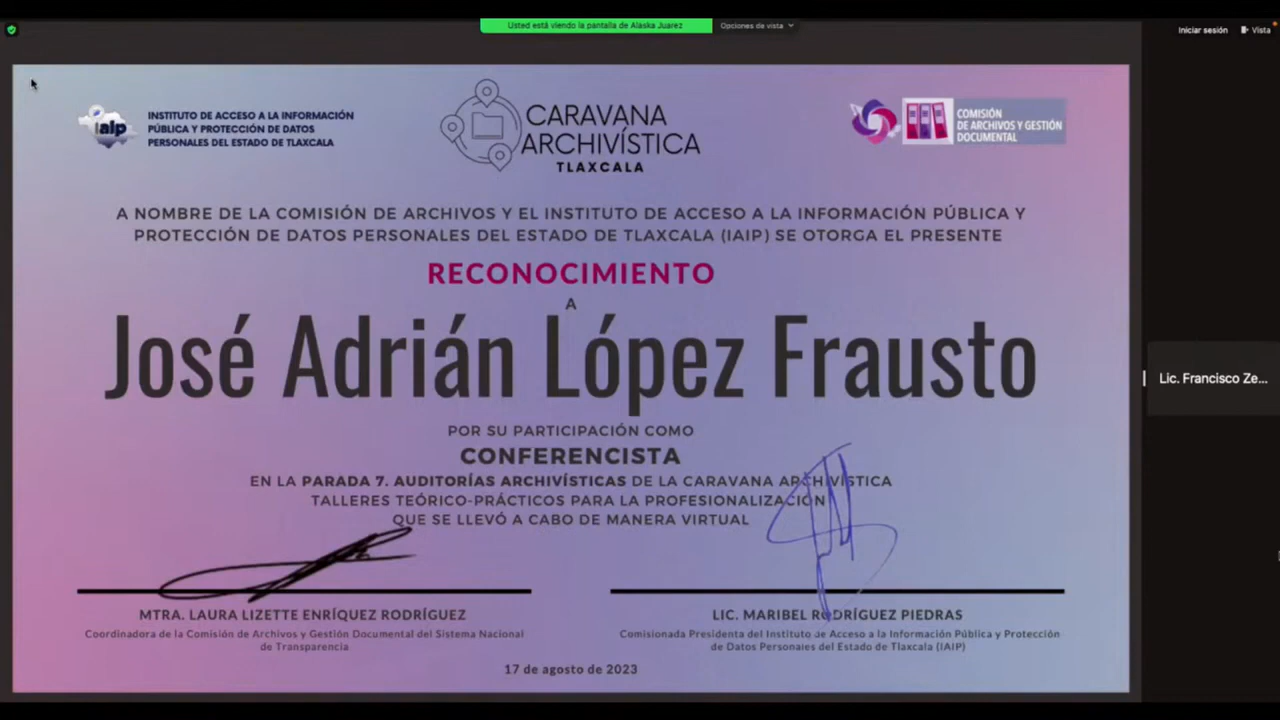 Usted está viendo la pantalla de Alaska Juarez
Opciones de vista
Iniciar sesión
Vista
iaip
INSTITUTO DE ACCESO A LA INFORMACIÓN
PÚBLICA Y PROTECCIÓN DE DATOS
PERSONALES DEL ESTADO DE TLAXCALA
CARAVANA
ARCHIVÍSTICA
TLAXCALA
COMISIÓN
DE ARCHIVOS Y GESTIÓN
DOCUMENTAL
A NOMBRE DE LA COMISIÓN DE ARCHIVOS Y EL INSTITUTO DE ACCESO A LA INFORMACIÓN PÚBLICA Y
PROTECCIÓN DE DATOS PERSONALES DEL ESTADO DE TLAXCALA (IAIP) SE OTORGA EL PRESENTE
RECONOCIMIENTO
A
José Adrián López Frausto
POR SU PARTICIPACIÓN COMO
CONFERENCISTA
EN LA PARADA 7. AUDITORÍAS ARCHIVÍSTICAS DE LA CARAVANA ARCHIVÍSTICA
TALLERES TEÓRICO-PRÁCTICOS PARA LA PROFESIONALIZACIÓN
QUE SE LLEVÓ A CABO DE MANERA VIRTUAL
MTRA. LAURA LIZETTE ENRÍQUEZ RODRÍGUEZ
Coordinadora de la Comisión de Archivos y Gestión Documental del Sistema Nacional
de Transparencia
LIC. MARIBEL RODRÍGUEZ PIEDRAS
Comisionada Presidenta del Instituto de Acceso a la Información Pública y Protección
de Datos Personales del Estado de Tlaxcala (IAIP)
17 de agosto de 2023
Lic. Francisco Ze...